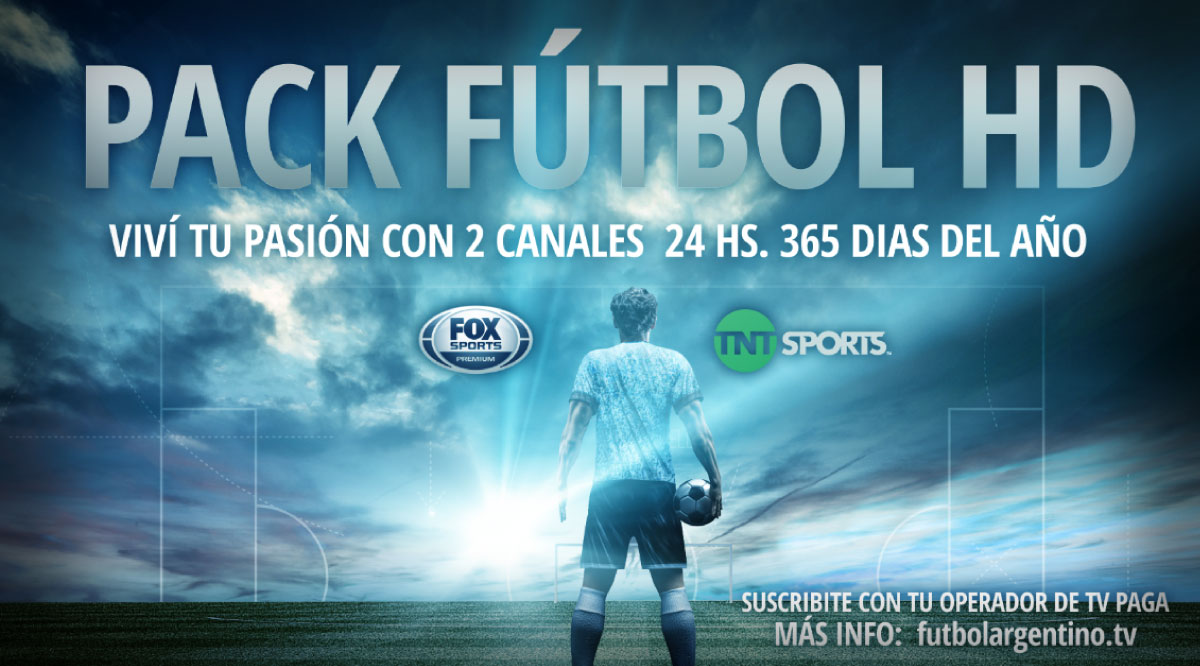 PACK FÚTBOL HD
VIVÍ TU PASIÓN CON 2 CANALES 24 HS. 365 DIAS DEL AÑO
FOX
SPORTS
PREMIUM
TNT SPORTS
SUSCRIBITE CON TU OPERADOR DE TV PAGA
MÁS INFO: futbolargentino.tv